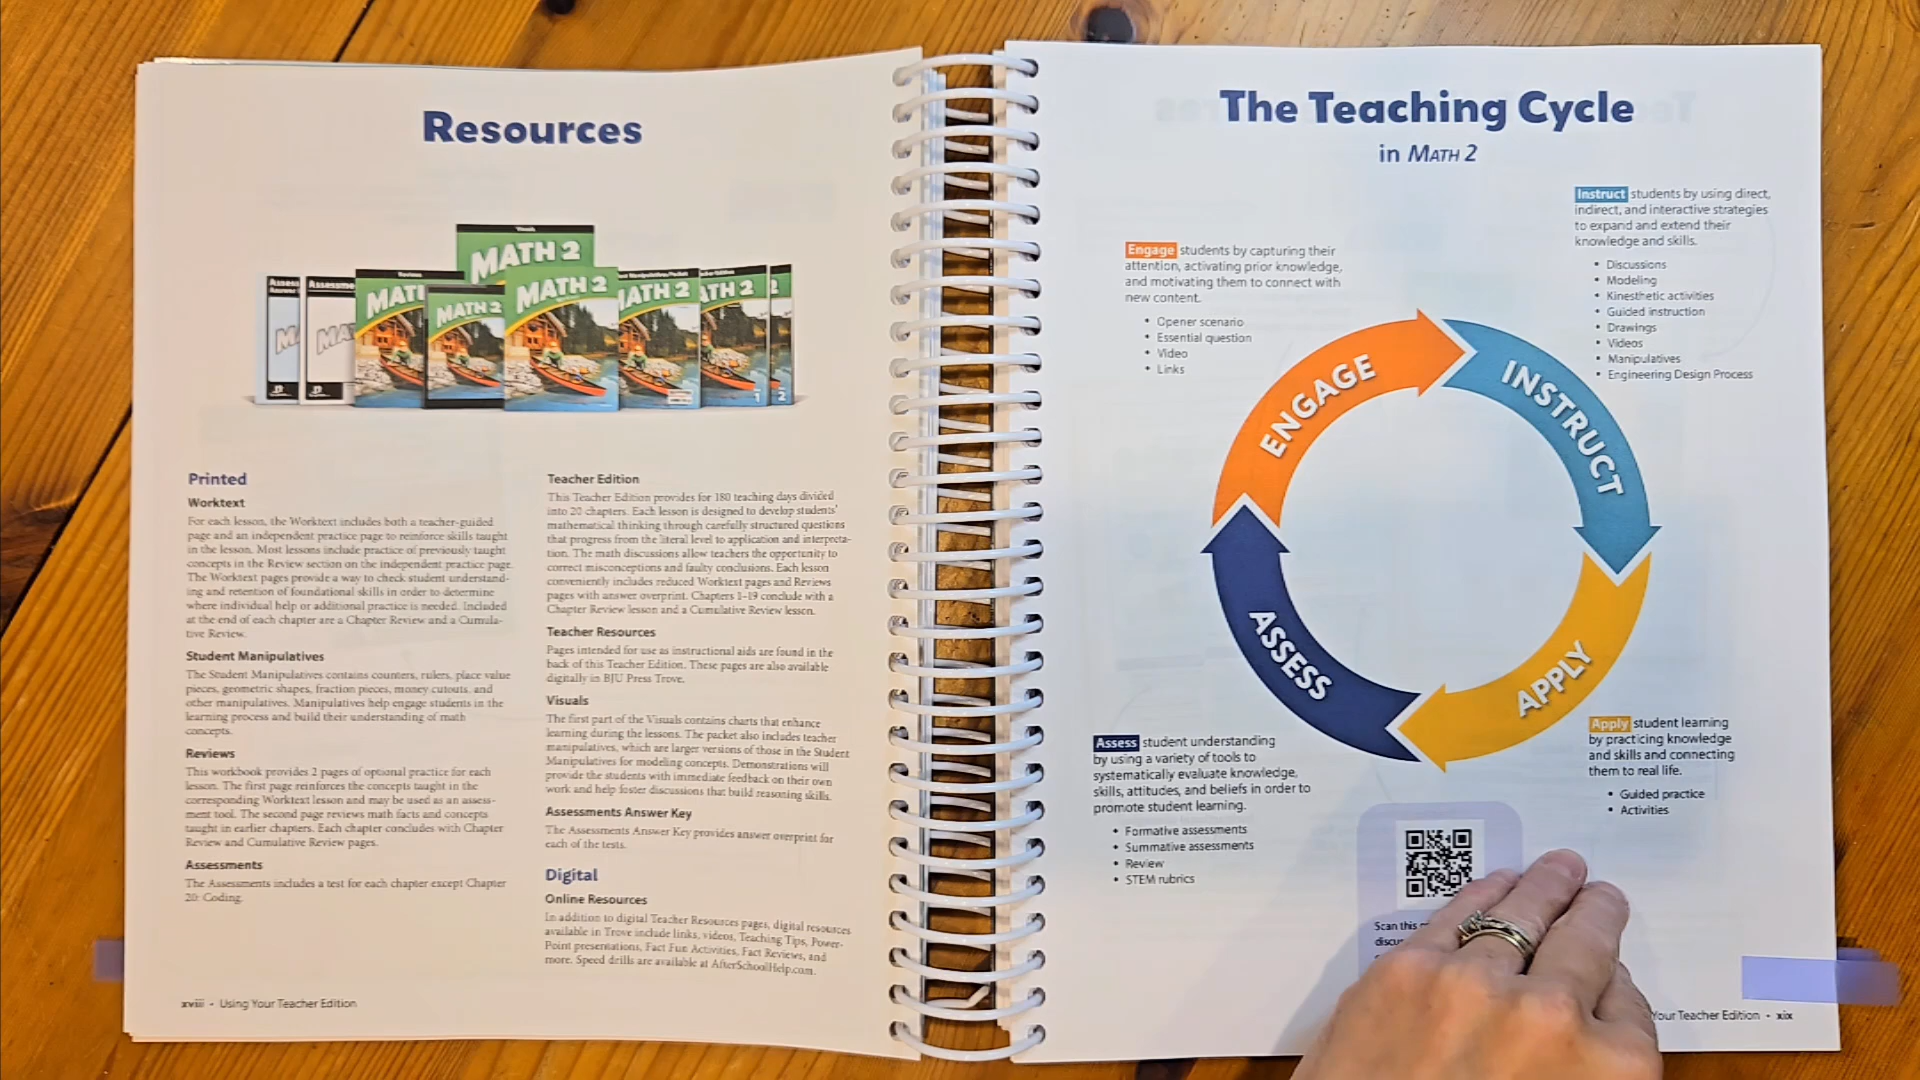 Resources
Visuals
MATH 2
Reviews
MATH 2
MATH 2
MATH 2
1
2
Printed
Worktext
For each lesson, the Worktext includes both a teacher-guided
page and an independent practice page to reinforce skills taught
in the lesson. Most lessons include practice of previously taught
concepts in the Review section on the independent practice page.
The Worktext pages provide a way to check student understand-
ing and retention of foundational skills in order to determine
where individual help or additional practice is needed. Included
at the end of each chapter are a Chapter Review and a Cumula-
tive Review.
Student Manipulatives
The Student Manipulatives contains counters, rulers, place value
pieces, geometric shapes, fraction pieces, money cutouts, and
other manipulatives. Manipulatives help engage students in the
learning process and build their understanding of math
concepts.
Reviews
This workbook provides 2 pages of optional practice for each
lesson. The first page reinforces the concepts taught in the
corresponding Worktext lesson and may be used as an assess-
ment tool. The second page reviews math facts and concepts
taught in earlier chapters. Each chapter concludes with Chapter
Review and Cumulative Review pages.
Assessments
The Assessments includes a test for each chapter except Chapter
20: Coding.
Teacher Edition
This Teacher Edition provides for 180 teaching days divided
into 20 chapters. Each lesson is designed to develop students'
mathematical thinking through carefully structured questions
that progress from the literal level to application and interpreta-
tion. The math discussions allow teachers the opportunity to
correct misconceptions and faulty conclusions. Each lesson
conveniently includes reduced Worktext pages and Reviews
pages with answer overprint. Chapters 1–19 conclude with a
Chapter Review lesson and a Cumulative Review lesson.
Teacher Resources
Pages intended for use as instructional aids are found in the
back of this Teacher Edition. These pages are also available
digitally in BJU Press Trove.
Visuals
The first part of the Visuals contains charts that enhance
learning during the lessons. The packet also includes teacher
manipulatives, which are larger versions of those in the Student
Manipulatives for modeling concepts. Demonstrations will
provide the students with immediate feedback on their own
work and help foster discussions that build reasoning skills.
Assessments Answer Key
The Assessments Answer Key provides answer overprint for
each of the tests.
Digital
Online Resources
In addition to digital Teacher Resources pages, digital resources
available in Trove include links, videos, Teaching Tips, Power-
Point presentations, Fact Fun Activities, Fact Reviews, and
more. Speed drills are available at AfterSchoolHelp.com.
xviii • Using Your Teacher Edition
The Teaching Cycle
in MATH 2
Engage students by capturing their
attention, activating prior knowledge,
and motivating them to connect with
new content.
• Opener scenario
• Essential question
• Video
• Links
Instruct students by using direct,
indirect, and interactive strategies
to expand and extend their
knowledge and skills.
• Discussions
• Modeling
• Kinesthetic activities
• Guided instruction
• Drawings
• Videos
• Manipulatives
• Engineering Design Process
ENGAGE
INSTRUCT
APPLY
ASSESS
Apply student learning
by practicing knowledge
and skills and connecting
them to real life.
• Guided practice
• Activities
Assess student understanding
by using a variety of tools to
systematically evaluate knowledge,
skills, attitudes, and beliefs in order to
promote student learning.
• Formative assessments
• Summative assessments
• Review
• STEM rubrics
Scan this
Your Teacher Edition • xix